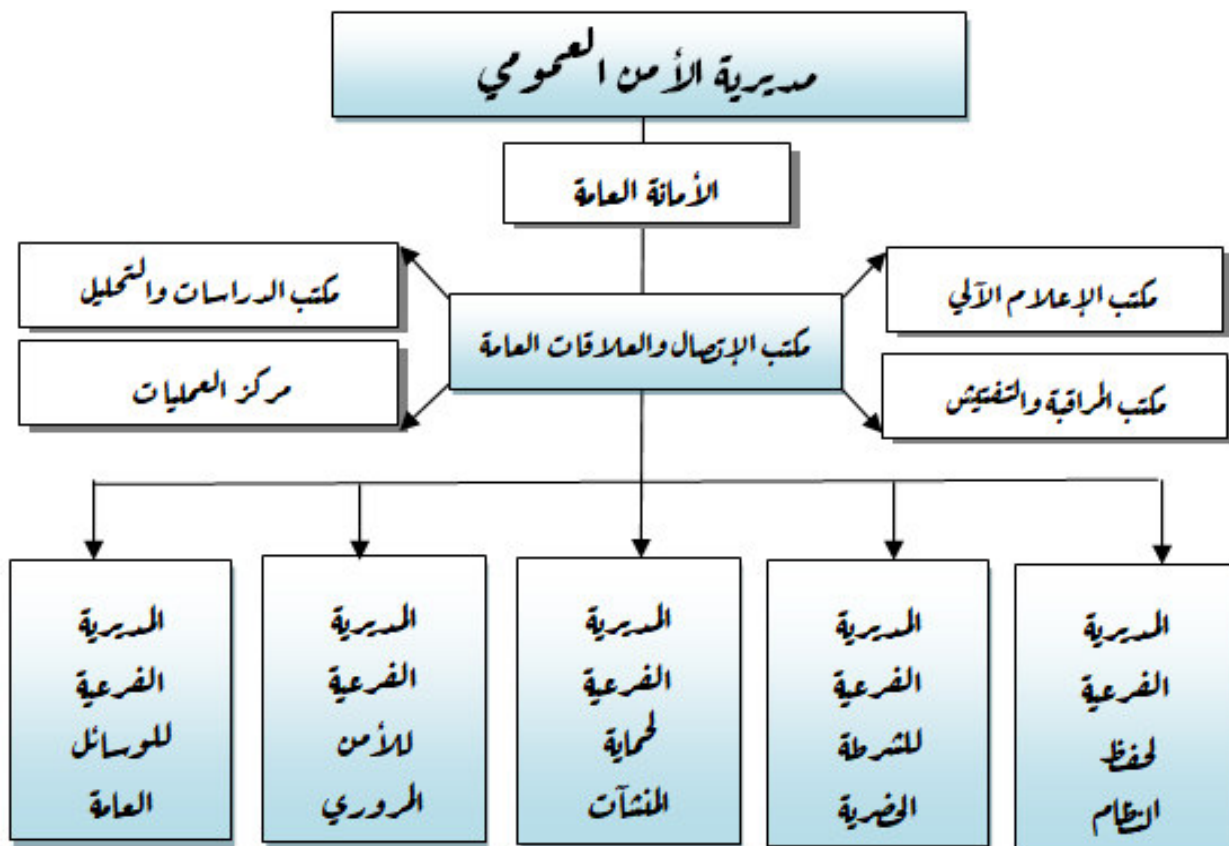 مديرية الأمن العمومي
الأمانة العامة
مكتب الإعلام الآلي
مكتب الدراسات والتحليل
مكتب الإتصال والعلاقات العامة
مكتب المراقبة والتفتيش
مركز العمليات
المديرية
الفرعية
لحفظ
النظام
المديرية
الفرعية
للشرطة
الحضرية
المديرية
الفرعية
لحماية
المنشآت
المديرية
الفرعية
للأمن
المروري
المديرية
الفرعية
للوسائل
العامة